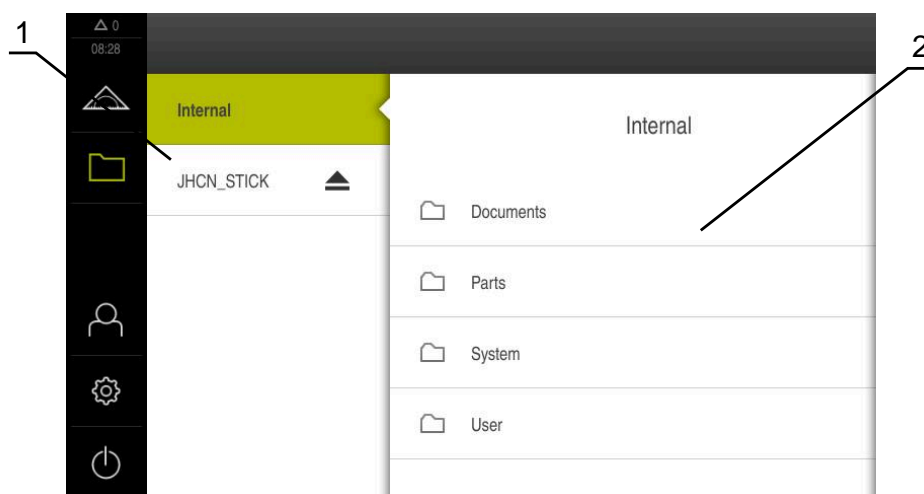 1
0
08:28
2
Internal
Internal
JHCN_STICK
Documents
Parts
System
User